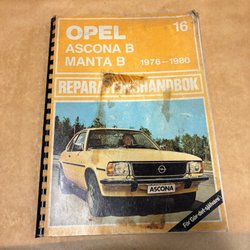 OPEL
16
ASCONA B
MANTA B 1976-1980
REPARATIONSHANDBOK
ASCONA
För Gör-det-självare